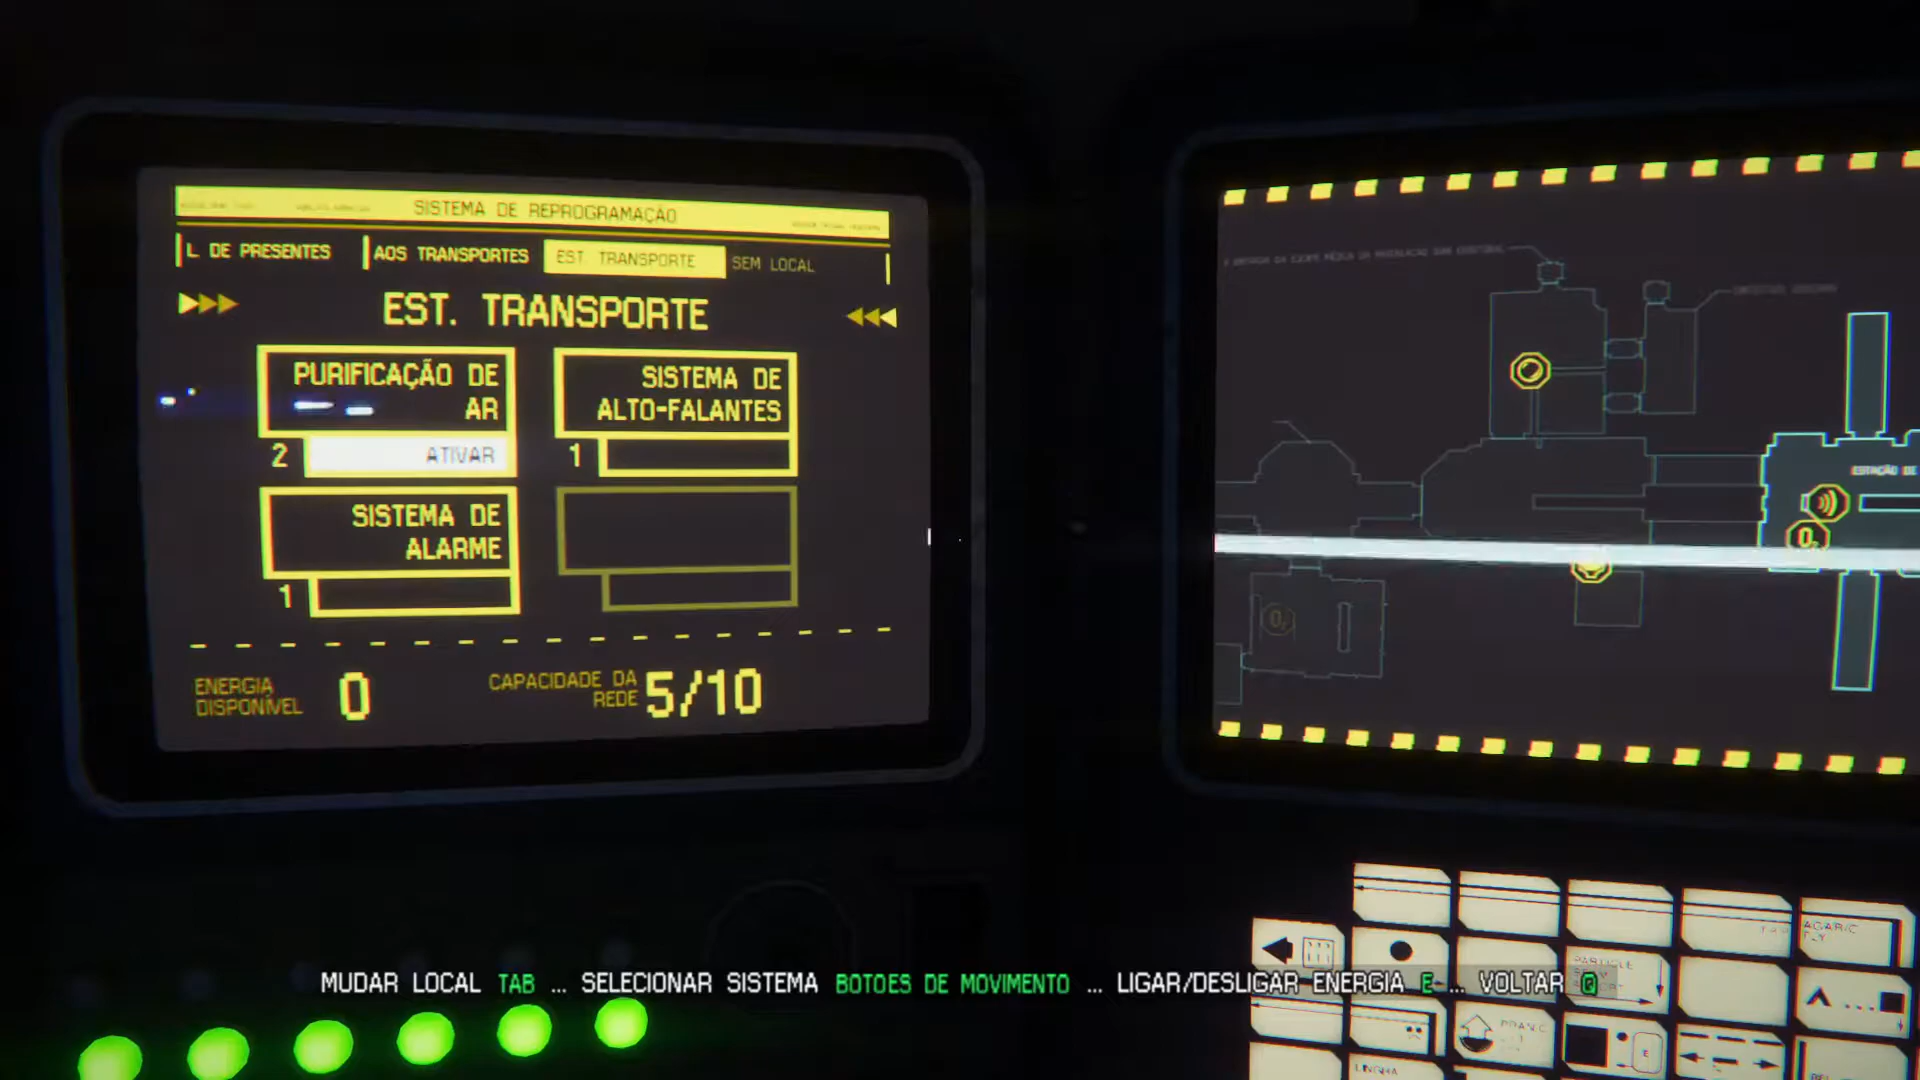 SISTEMA DE REPROGRAMAÇÃO
L. DE PRESENTES
AOS TRANSPORTES
EST. TRANSPORTE
SEM LOCAL
EST. TRANSPORTE
PURIFICAÇÃO DE
AR
2
ATIVAR
SISTEMA DE
ALTO-FALANTES
1
SISTEMA DE
ALARME
1
ENERGIA
DISPONÍVEL
0
CAPACIDADE DA
REDE
5/10
ESTAÇÃO DE
MUDAR LOCAL TAB ... SELECIONAR SISTEMA BOTOES DE MOVIMENTO ... LIGAR/DESLIGAR ENERGIA E ... VOLTAR Q